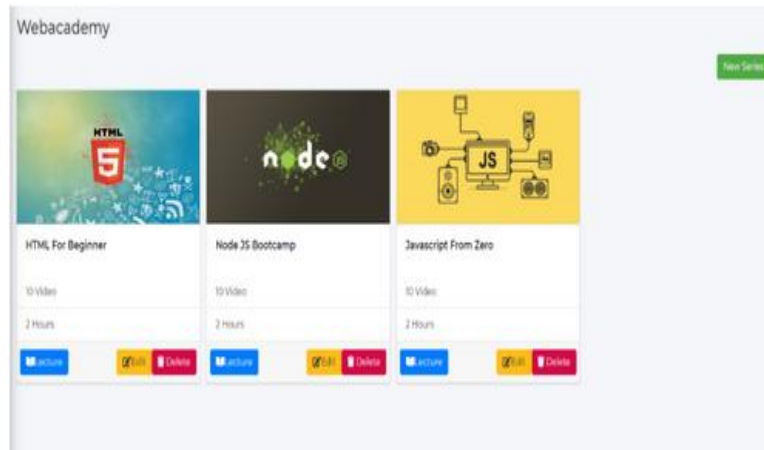 Webacademy
New Series
HTML
5
node
JS
JS
HTML For Beginner
Node JS Bootcamp
Javascript From Zero
10 Video
10 Video
10 Video
2 Hours
2 Hours
2 Hours
Lecture
Edit
Delete
Lecture
Edit
Delete
Lecture
Edit
Delete